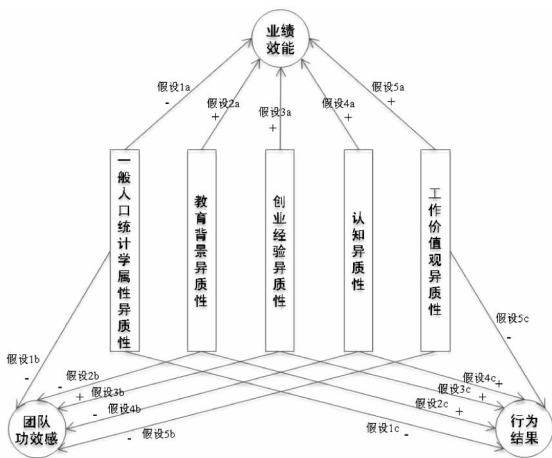 业绩
效能
假设1a
-
假设2a
+
假设3a
+
假设4a
+
假设5a
+
一般人口统计学属性异质性
教育背景异质性
创业经验异质性
认知异质性
工作价值观异质性
假设1b
-
假设2b
-
假设3b
+
假设4b
-
假设5b
-
假设5c
-
假设4c
+
假设3c
+
假设2c
+
假设1c
-
团队
功效感
行为
结果